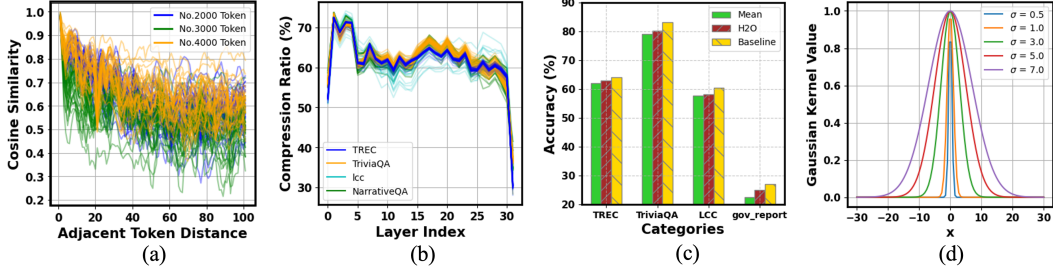 Cosine Similarity
1.0
0.9
0.8
0.7
0.6
0.5
0.4
0.3
0.2
0 20 40 60 80 100
Adjacent Token Distance
No.2000 Token
No.3000 Token
No.4000 Token
(a)
Compression Ratio (%)
70
60
50
40
30
0 5 10 15 20 25 30
Layer Index
TREC
TriviaQA
lcc
NarrativeQA
(b)
Accuracy (%)
90
80
70
60
50
40
30
20
TREC TriviaQA LCC gov_report
Categories
Mean
H2O
Baseline
(c)
Gaussian Kernel Value
1.0
0.8
0.6
0.4
0.2
0.0
−30 −20 −10 0 10 20 30
x
σ = 0.5
σ = 1.0
σ = 3.0
σ = 5.0
σ = 7.0
(d)